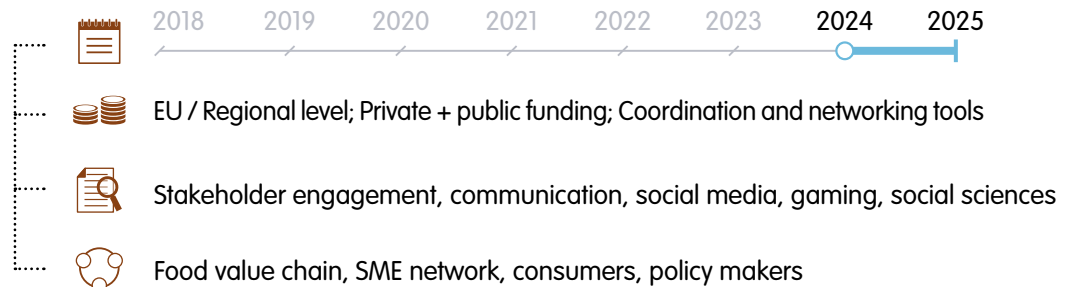 2018 2019 2020 2021 2022 2023 2024 2025
EU / Regional level; Private + public funding; Coordination and networking tools
Stakeholder engagement, communication, social media, gaming, social sciences
Food value chain, SME network, consumers, policy makers